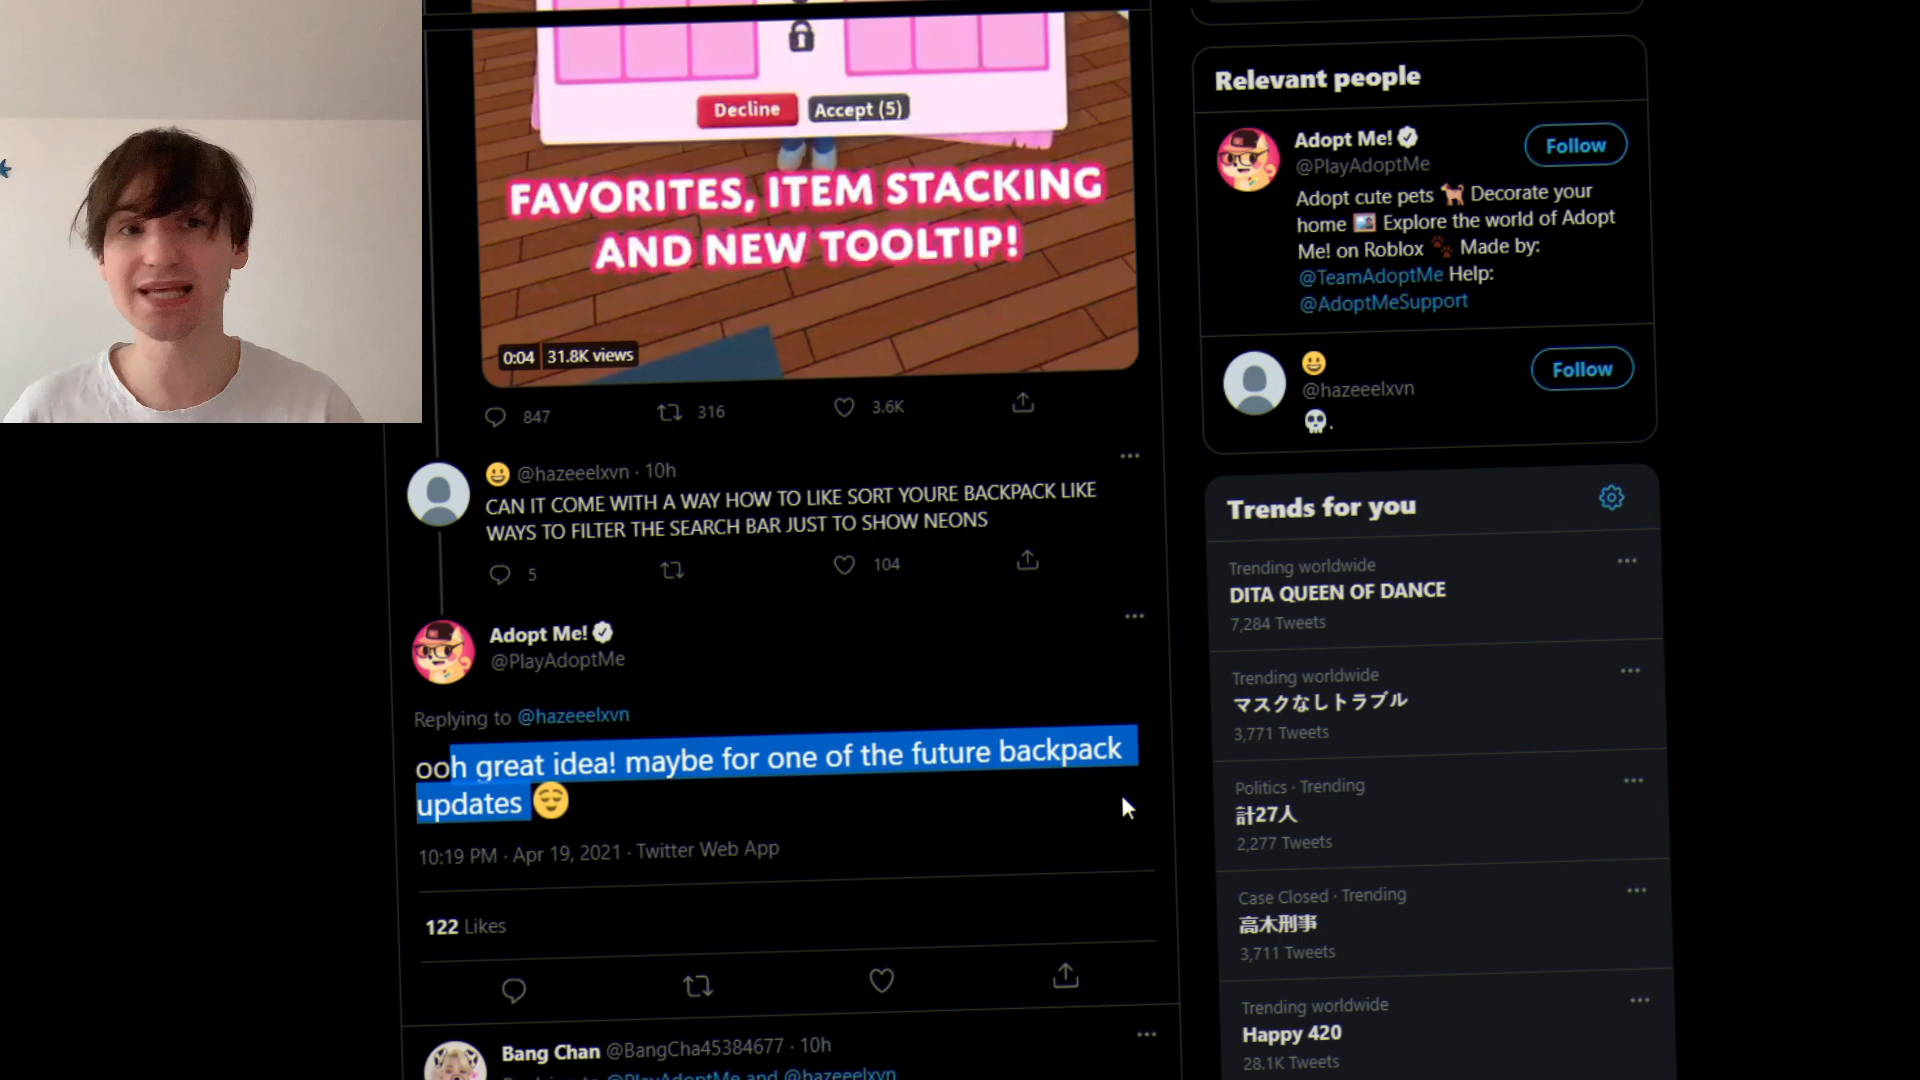 Decline
Accept (5)
FAVORITES, ITEM STACKING
AND NEW TOOLTIP!
0:04
31.8K views
847
316
3.6K
😀 @hazeeelxvn · 10h
CAN IT COME WITH A WAY HOW TO LIKE SORT YOURE BACKPACK LIKE
WAYS TO FILTER THE SEARCH BAR JUST TO SHOW NEONS
5
104
Adopt Me!
@PlayAdoptMe
Replying to @hazeeelxvn
ooh great idea! maybe for one of the future backpack
updates 😌
10:19 PM · Apr 19, 2021 · Twitter Web App
122 Likes
Bang Chan @BangCha45384677 · 10h
@PlayAdoptMe and @hazeeelxvn
Relevant people
Adopt Me!
@PlayAdoptMe
Follow
Adopt cute pets 🐕 Decorate your
home 🖼️ Explore the world of Adopt
Me! on Roblox 🐾 Made by:
@TeamAdoptMe Help:
@AdoptMeSupport
😀
@hazeeelxvn
Follow
💀.
Trends for you
Trending worldwide
DITA QUEEN OF DANCE
7,284 Tweets
Trending worldwide
マスクなしトラブル
3,771 Tweets
Politics · Trending
計27人
2,277 Tweets
Case Closed · Trending
高木刑事
3,711 Tweets
Trending worldwide
Happy 420
28.1K Tweets